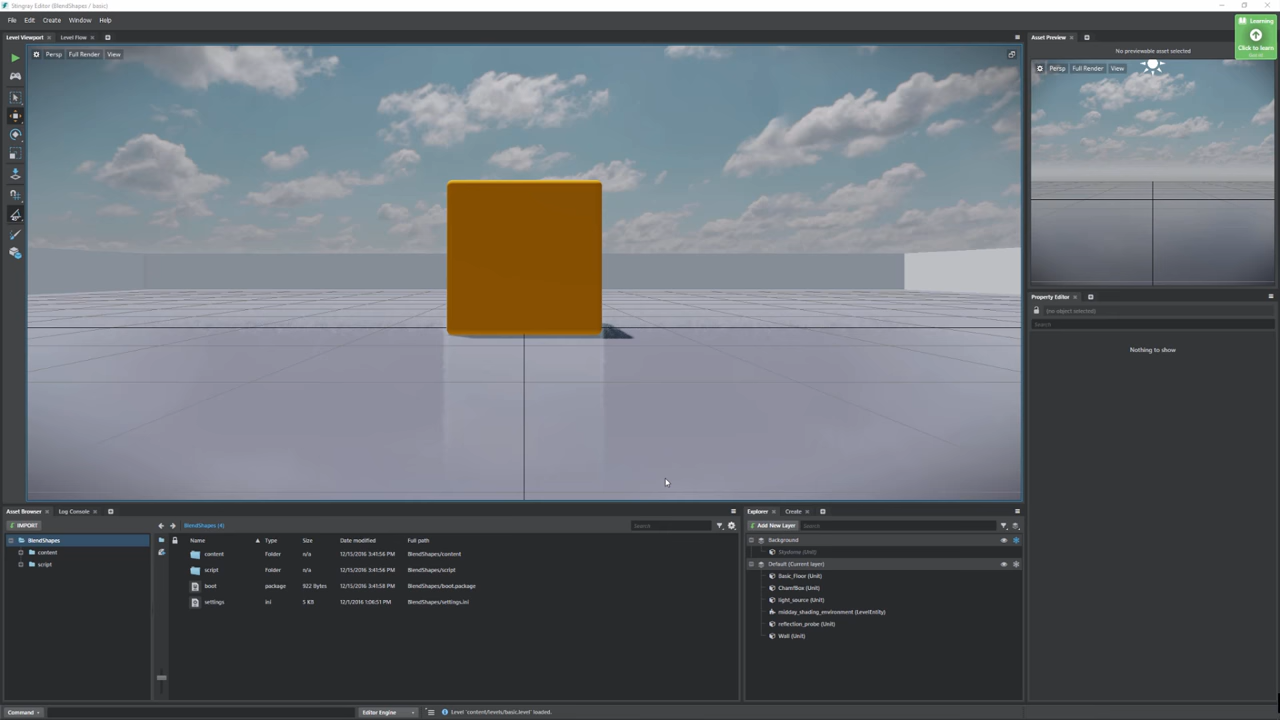 Stingray Editor (BlendShapes / basic)
File Edit Create Window Help
Learning
Click to learn
Level Viewport Level Flow
Persp Full Render View
Asset Preview
No previewable asset selected
Persp Full Render View
Property Editor
(no object selected)
Search
Nothing to show
Asset Browser Log Console
IMPORT
BlendShapes (4)
Search
BlendShapes
content
script
Name Type Size Date modified Full path
content Folder n/a 12/15/2016 3:41:56 PM BlendShapes/content
script Folder n/a 12/15/2016 3:41:56 PM BlendShapes/script
boot package 922 Bytes 12/15/2016 3:41:58 PM BlendShapes/boot.package
settings ini 5 KB 12/1/2016 1:06:51 PM BlendShapes/settings.ini
Explorer Create
Add New Layer Search
Background
Skydome (Unit)
Default (Current layer)
Basic_Floor (Unit)
ChamfBox (Unit)
light_source (Unit)
midday_shading_environment (LevelEntity)
reflection_probe (Unit)
Wall (Unit)
Command
Editor Engine
Level 'content/levels/basic.level' loaded.